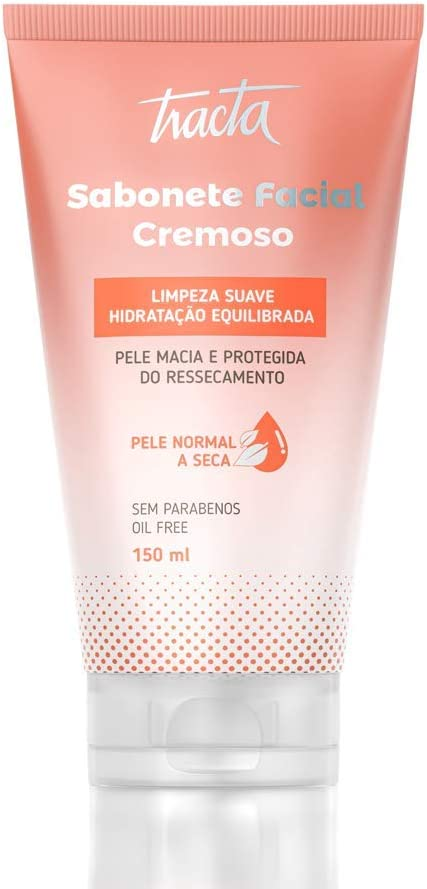 Tracta
Sabonete Facial
Cremoso
LIMPEZA SUAVE
HIDRATAÇÃO EQUILIBRADA
PELE MACIA E PROTEGIDA
DO RESSECAMENTO
PELE NORMAL
A SECA
SEM PARABENOS
OIL FREE
150 ml